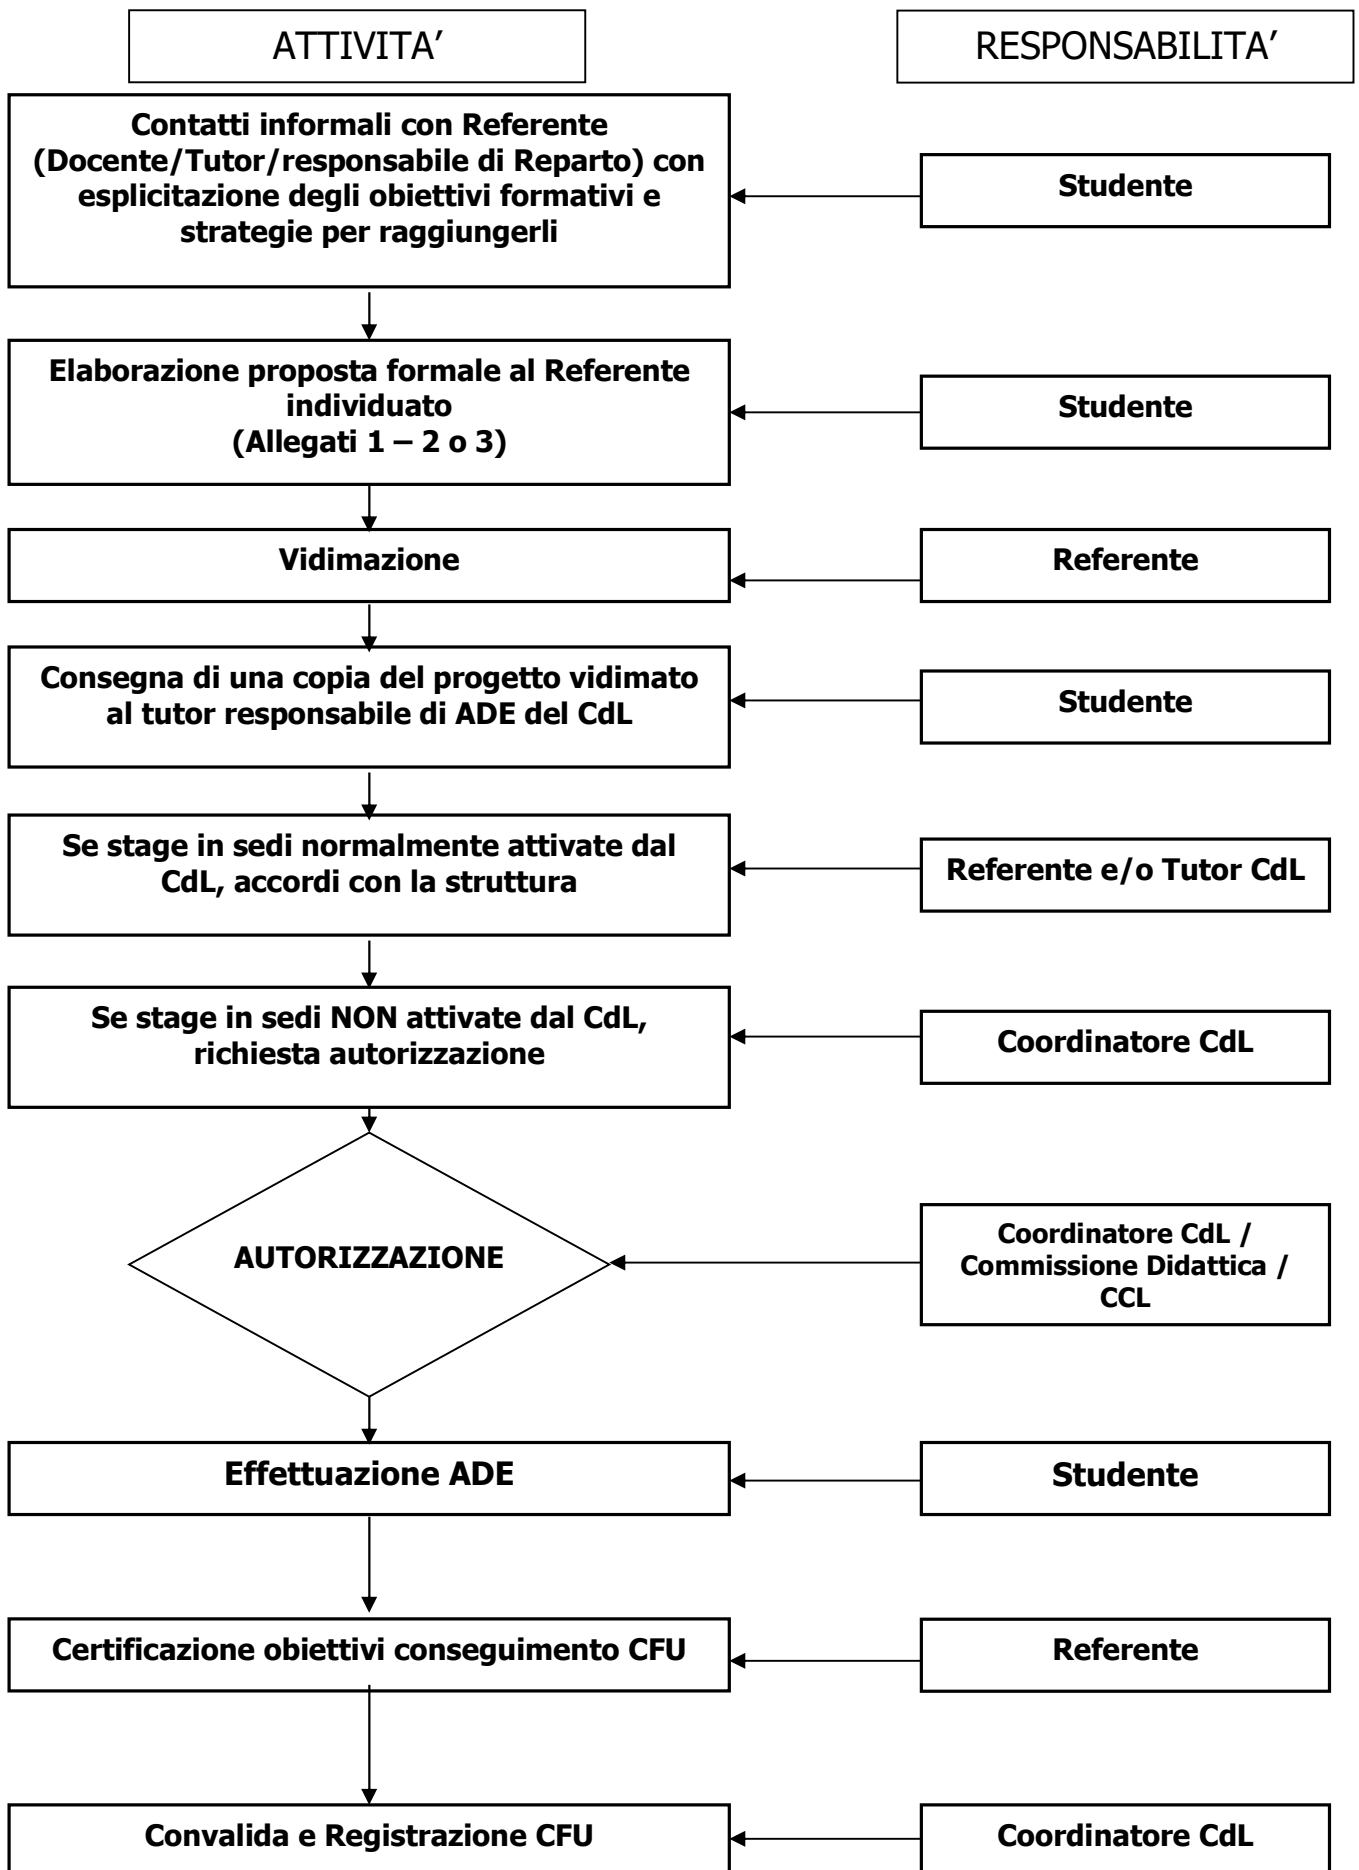 ATTIVITA’
RESPONSABILITA’
Contatti informali con Referente
(Docente/Tutor/responsabile di Reparto) con
esplicitazione degli obiettivi formativi e
strategie per raggiungerli
Studente
Elaborazione proposta formale al Referente
individuato
(Allegati 1 – 2 o 3)
Studente
Vidimazione
Referente
Consegna di una copia del progetto vidimato
al tutor responsabile di ADE del CdL
Studente
Se stage in sedi normalmente attivate dal
CdL, accordi con la struttura
Referente e/o Tutor CdL
Se stage in sedi NON attivate dal CdL,
richiesta autorizzazione
Coordinatore CdL
AUTORIZZAZIONE
Coordinatore CdL /
Commissione Didattica /
CCL
Effettuazione ADE
Studente
Certificazione obiettivi conseguimento CFU
Referente
Convalida e Registrazione CFU
Coordinatore CdL